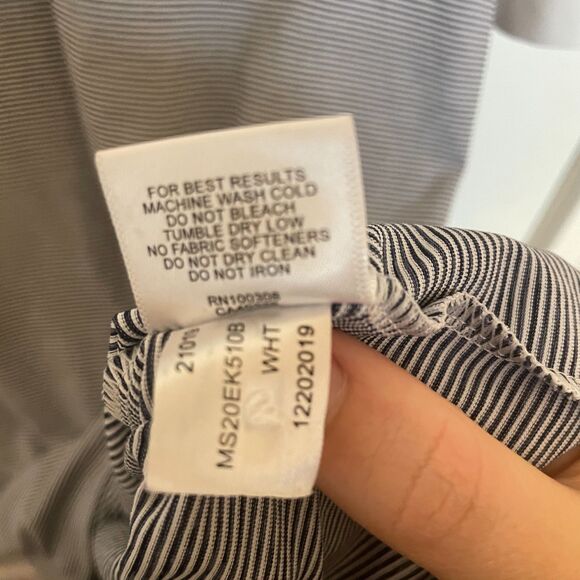 FOR BEST RESULTS
MACHINE WASH COLD
DO NOT BLEACH
TUMBLE DRY LOW
NO FABRIC SOFTENERS
DO NOT DRY CLEAN
DO NOT IRON
RN100308
MS20EK510B
WHT
12202019